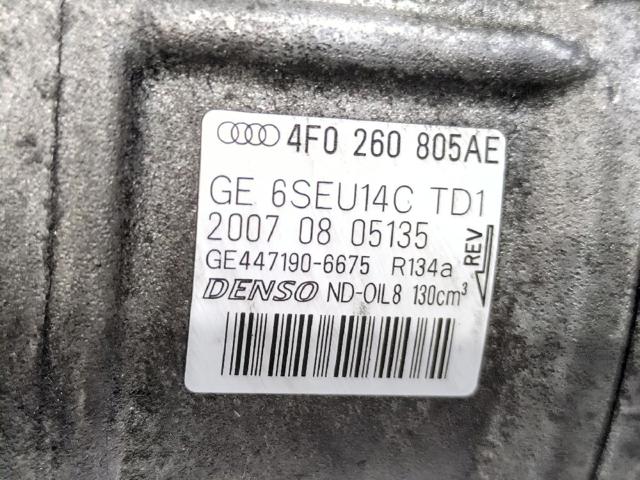 4F0 260 805AE
GE 6SEU14C TD1
2007 08 05135
GE447190-6675 R134a
REV
DENSO ND-OIL8 130cm³